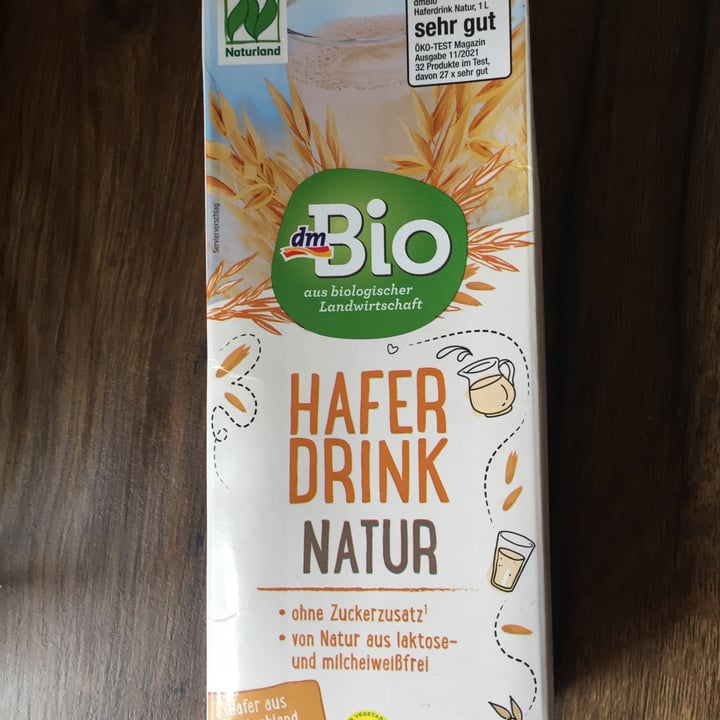 Naturland
dmBio
Haferdrink Natur, 1 L
sehr gut
ÖKO-TEST Magazin
Ausgabe 11/2021
32 Produkte im Test,
davon 27 x sehr gut
Serviervorschlag
dm Bio
aus biologischer
Landwirtschaft
HAFER
DRINK
NATUR
• ohne Zuckerzusatz¹
• von Natur aus laktose-
und milcheiweißfrei
afer aus